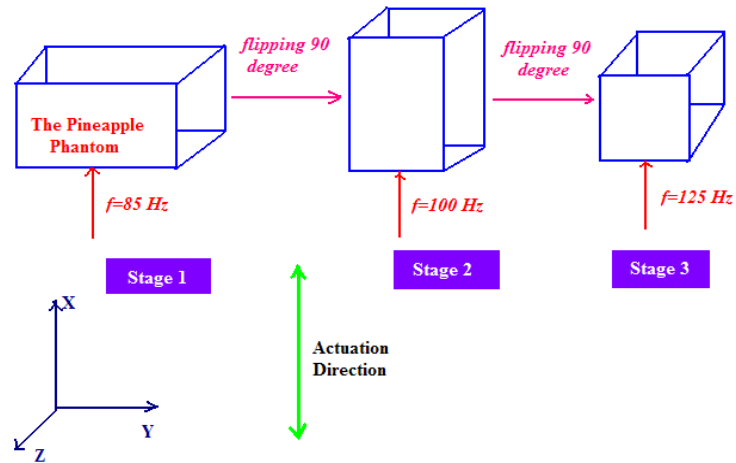 flipping 90
degree
flipping 90
degree
The Pineapple
Phantom
f=85 Hz
f=100 Hz
f=125 Hz
Stage 1
Stage 2
Stage 3
X
Y
Z
Actuation
Direction